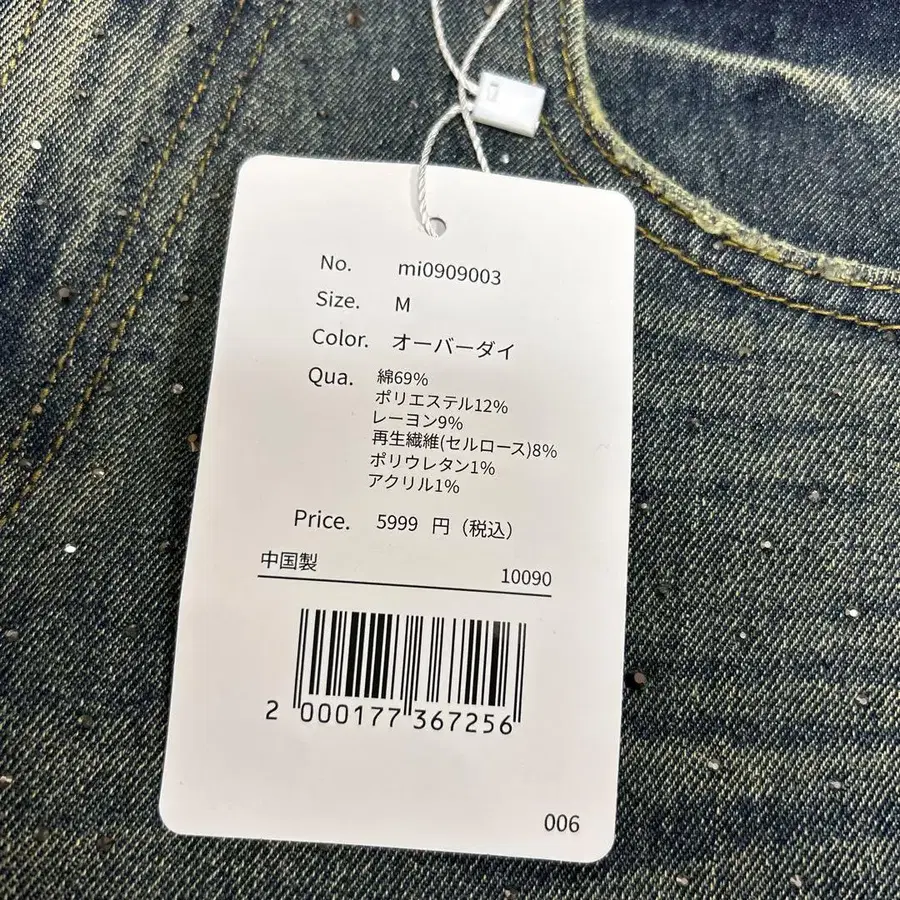 No. mi0909003
Size. M
Color. オーバーダイ
Qua. 綿69%
ポリエステル12%
レーヨン9%
再生繊維(セルロース)8%
ポリウレタン1%
アクリル1%
Price. 5999 円（税込）
中国製 10090
2 000177 367256
006